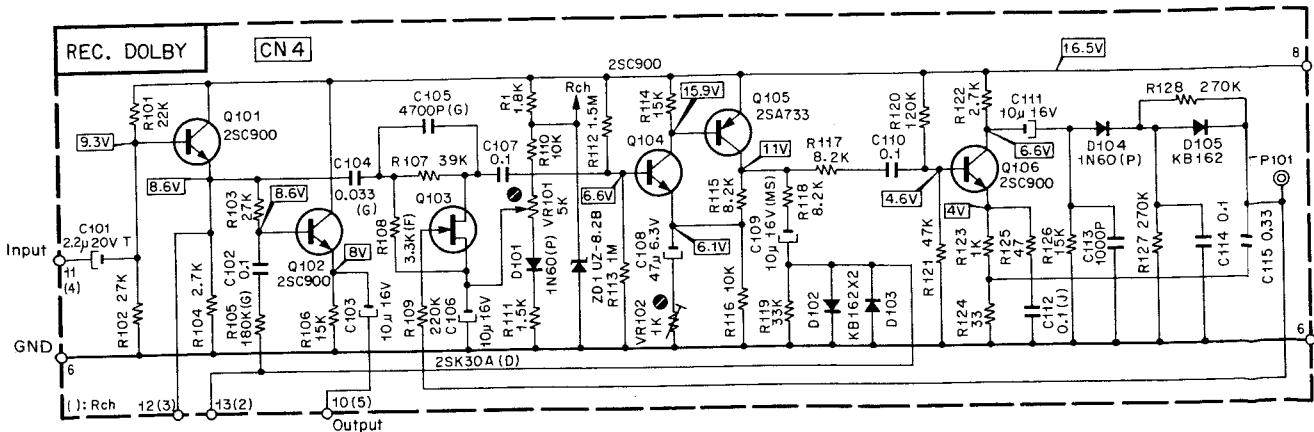 REC. DOLBY
CN4
16.5V
8
2SC900
R101
22K
Q101
2SC900
9.3V
8.6V
C101
2.2µ 20V T
Input
11
(4)
R102 27K
R104 2.7K
GND
6
R103
27K
8.6V
C102
0.1
R105
180K(G)
Q102
2SC900
8V
R106
15K
C103
10µ 16V
C104
0.033
(G)
C105
4700P(G)
R107 39K
R108
3.3K(F)
Q103
R109
220K
C106
10µ 16V
2SK30A(D)
C107
0.1
R1
1.8K
R110
10K
VR101
5K
D101
1N60(P)
R111
1.5K
Rch
ZD1 UZ-8.2B
R112 1.5M
R113 1M
6.6V
R114
15K
15.9V
Q104
Q105
2SA733
11V
R115
8.2K
6.1V
C108
47µ 6.3V
VR102
1K
R116 10K
R117
8.2K
R118
8.2K
C109
10µ 16V(MS)
R119
33K
D102
KB162X2
D103
C110
0.1
R120
120K
4.6V
R121 47K
R122
2.7K
C111
10µ 16V
6.6V
Q106
2SC900
4V
R123
1K
R124
33
R125
47
C112
0.1(J)
R126
15K
C113
1000P
D104
1N60(P)
R127 270K
R128 270K
D105
KB162
C114 0.1
C115 0.33
P101
6
( ): Rch
12(3)
13(2)
10(5)
Output